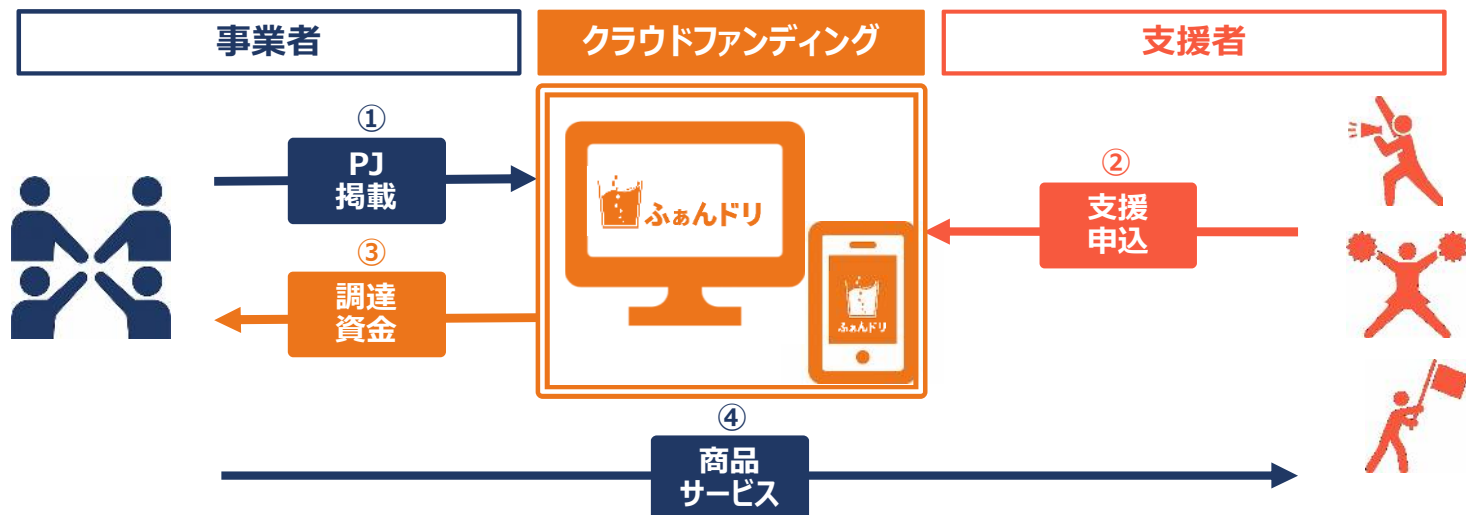 事業者
クラウドファンディング
支援者
①
PJ
掲載
②
支援
申込
ふぁんドリ
ふぁんドリ
③
調達
資金
④
商品
サービス